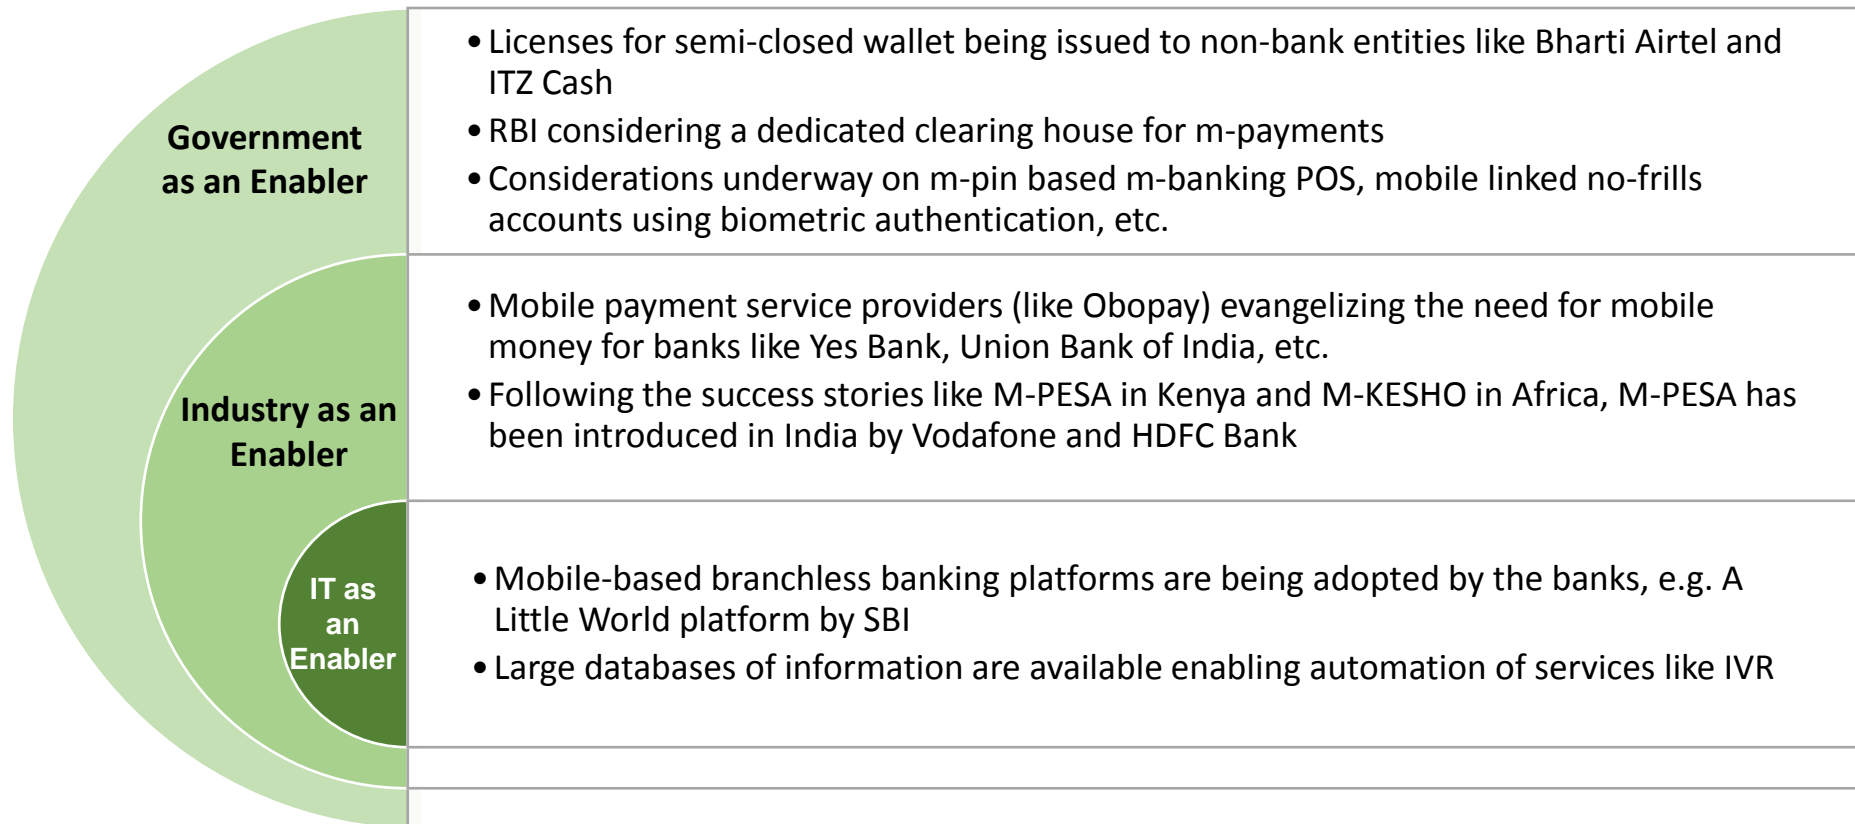 Government
as an Enabler
• Licenses for semi-closed wallet being issued to non-bank entities like Bharti Airtel and
ITZ Cash
• RBI considering a dedicated clearing house for m-payments
• Considerations underway on m-pin based m-banking POS, mobile linked no-frills
accounts using biometric authentication, etc.
Industry as an
Enabler
• Mobile payment service providers (like Obopay) evangelizing the need for mobile
money for banks like Yes Bank, Union Bank of India, etc.
• Following the success stories like M-PESA in Kenya and M-KESHO in Africa, M-PESA has
been introduced in India by Vodafone and HDFC Bank
IT as
an
Enabler
• Mobile-based branchless banking platforms are being adopted by the banks, e.g. A
Little World platform by SBI
• Large databases of information are available enabling automation of services like IVR